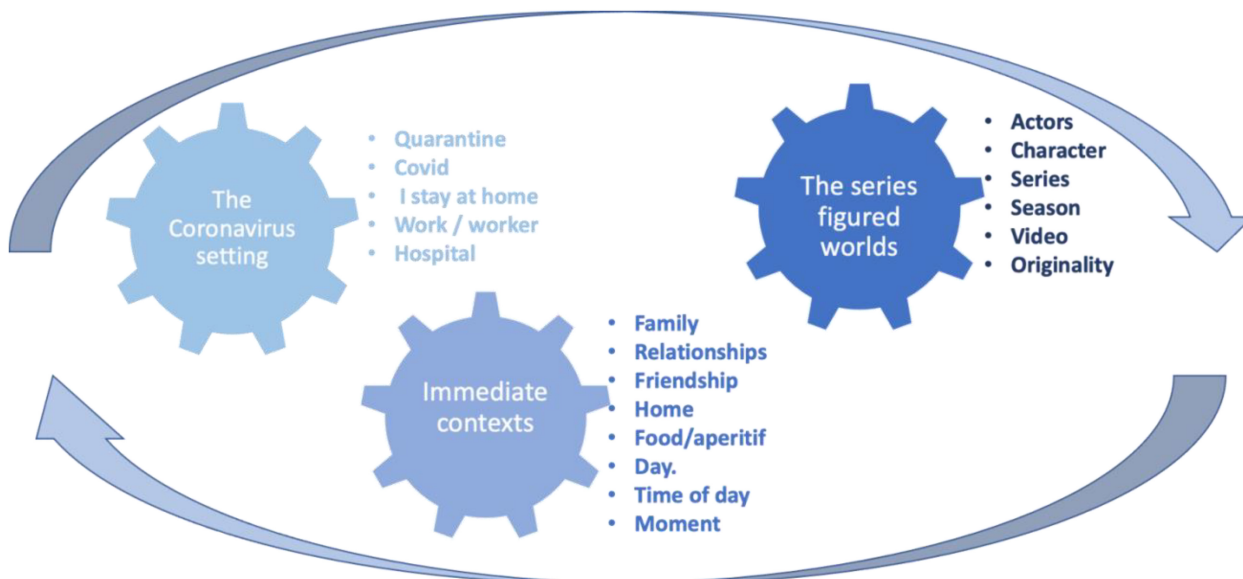 The
Coronavirus
setting
• Quarantine
• Covid
• I stay at home
• Work / worker
• Hospital
The series
figured
worlds
• Actors
• Character
• Series
• Season
• Video
• Originality
Immediate
contexts
• Family
• Relationships
• Friendship
• Home
• Food/aperitif
• Day.
• Time of day
• Moment